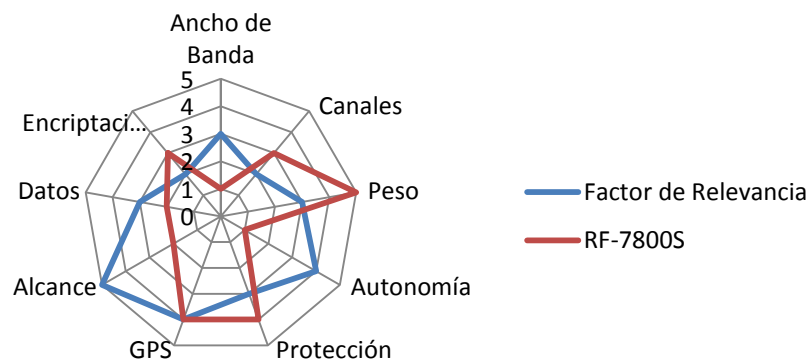 Ancho de
Banda
Canales
Peso
Autonomía
Protección
GPS
Alcance
Datos
Encriptaci...
5
4
3
2
1
0
Factor de Relevancia
RF-7800S